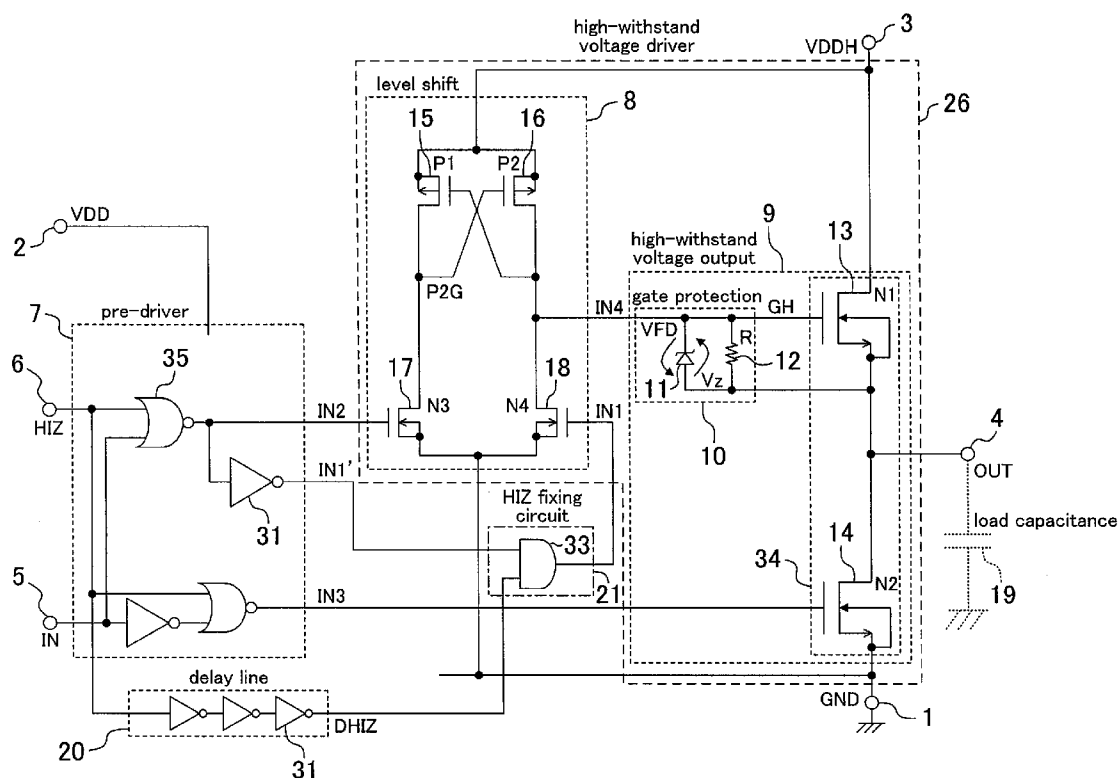 high-withstand
voltage driver
3
VDDH
26
level shift
8
15
16
P1
P2
2
VDD
9
high-withstand
voltage output
13
7
pre-driver
P2G
IN4
gate protection
GH
N1
6
35
VFD
R
12
11
Vz
17
18
HIZ
IN2
N3
N4
IN1
10
4
OUT
31
IN1'
HIZ fixing
circuit
33
load capacitance
5
34
14
19
IN
IN3
21
N2
delay line
GND
1
20
31
DHIZ